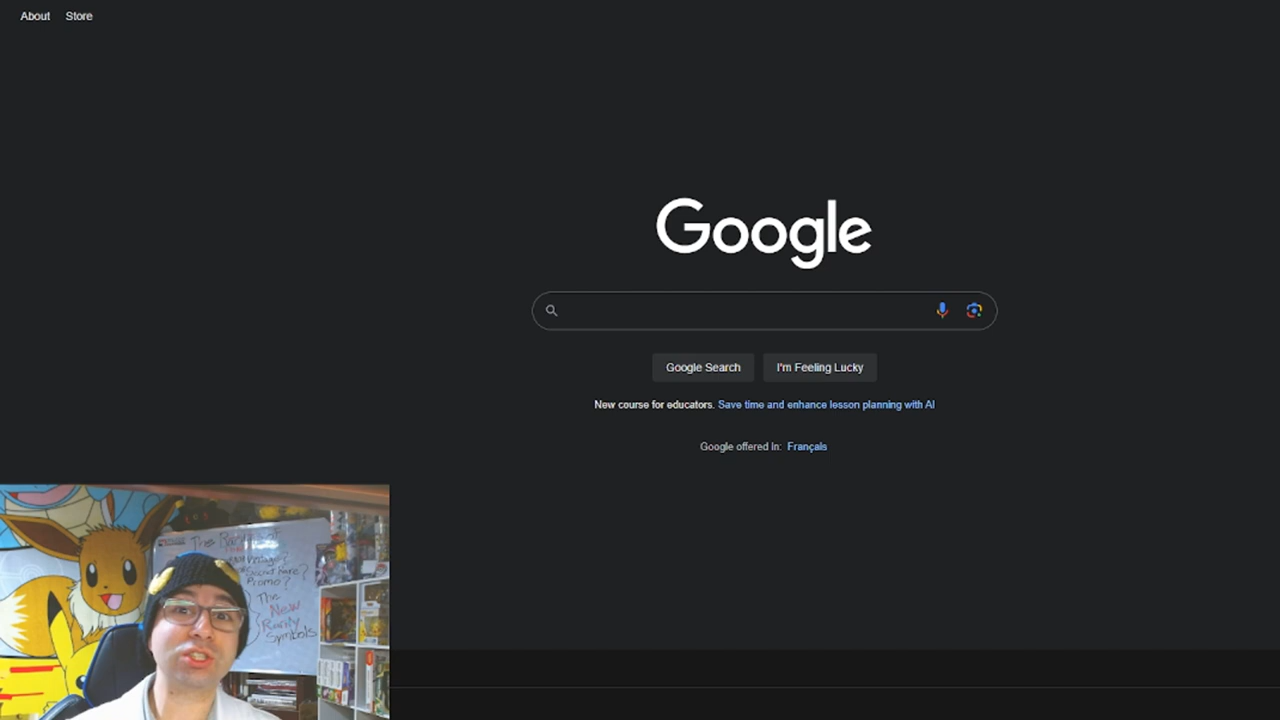 About Store
Google
Google Search I'm Feeling Lucky
New course for educators. Save time and enhance lesson planning with AI
Google offered in: Français
The
Secret Rare?
Promo?
The
New
Rarity
Symbols